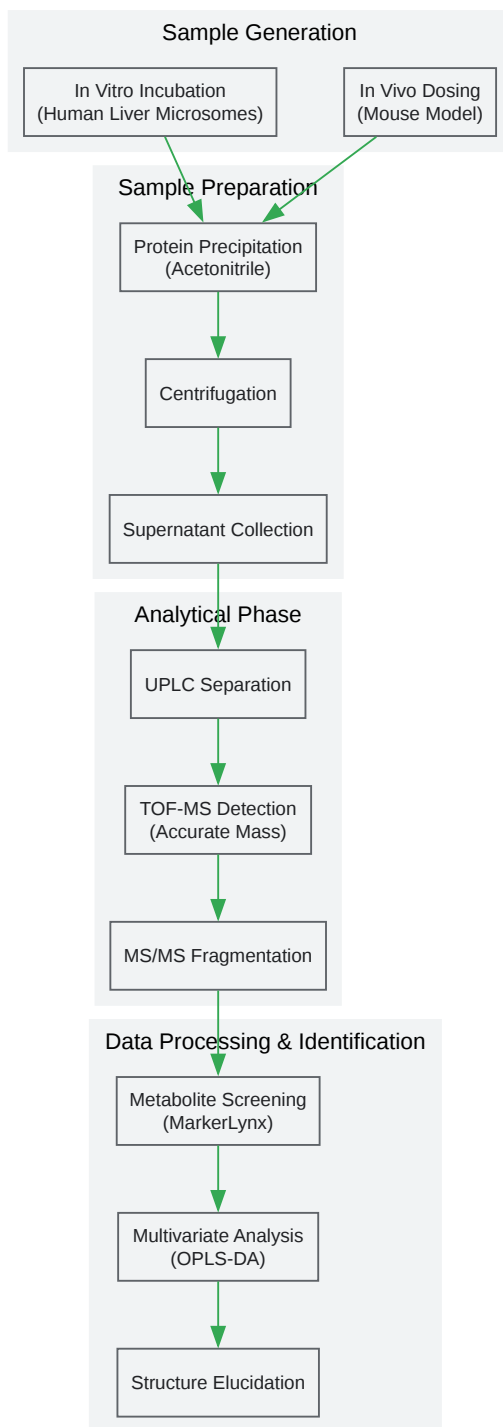 Sample Generation
In Vitro Incubation
(Human Liver Microsomes)
In Vivo Dosing
(Mouse Model)
Sample Preparation
Protein Precipitation
(Acetonitrile)
Centrifugation
Supernatant Collection
Analytical Phase
UPLC Separation
TOF-MS Detection
(Accurate Mass)
MS/MS Fragmentation
Data Processing & Identification
Metabolite Screening
(MarkerLynx)
Multivariate Analysis
(OPLS-DA)
Structure Elucidation